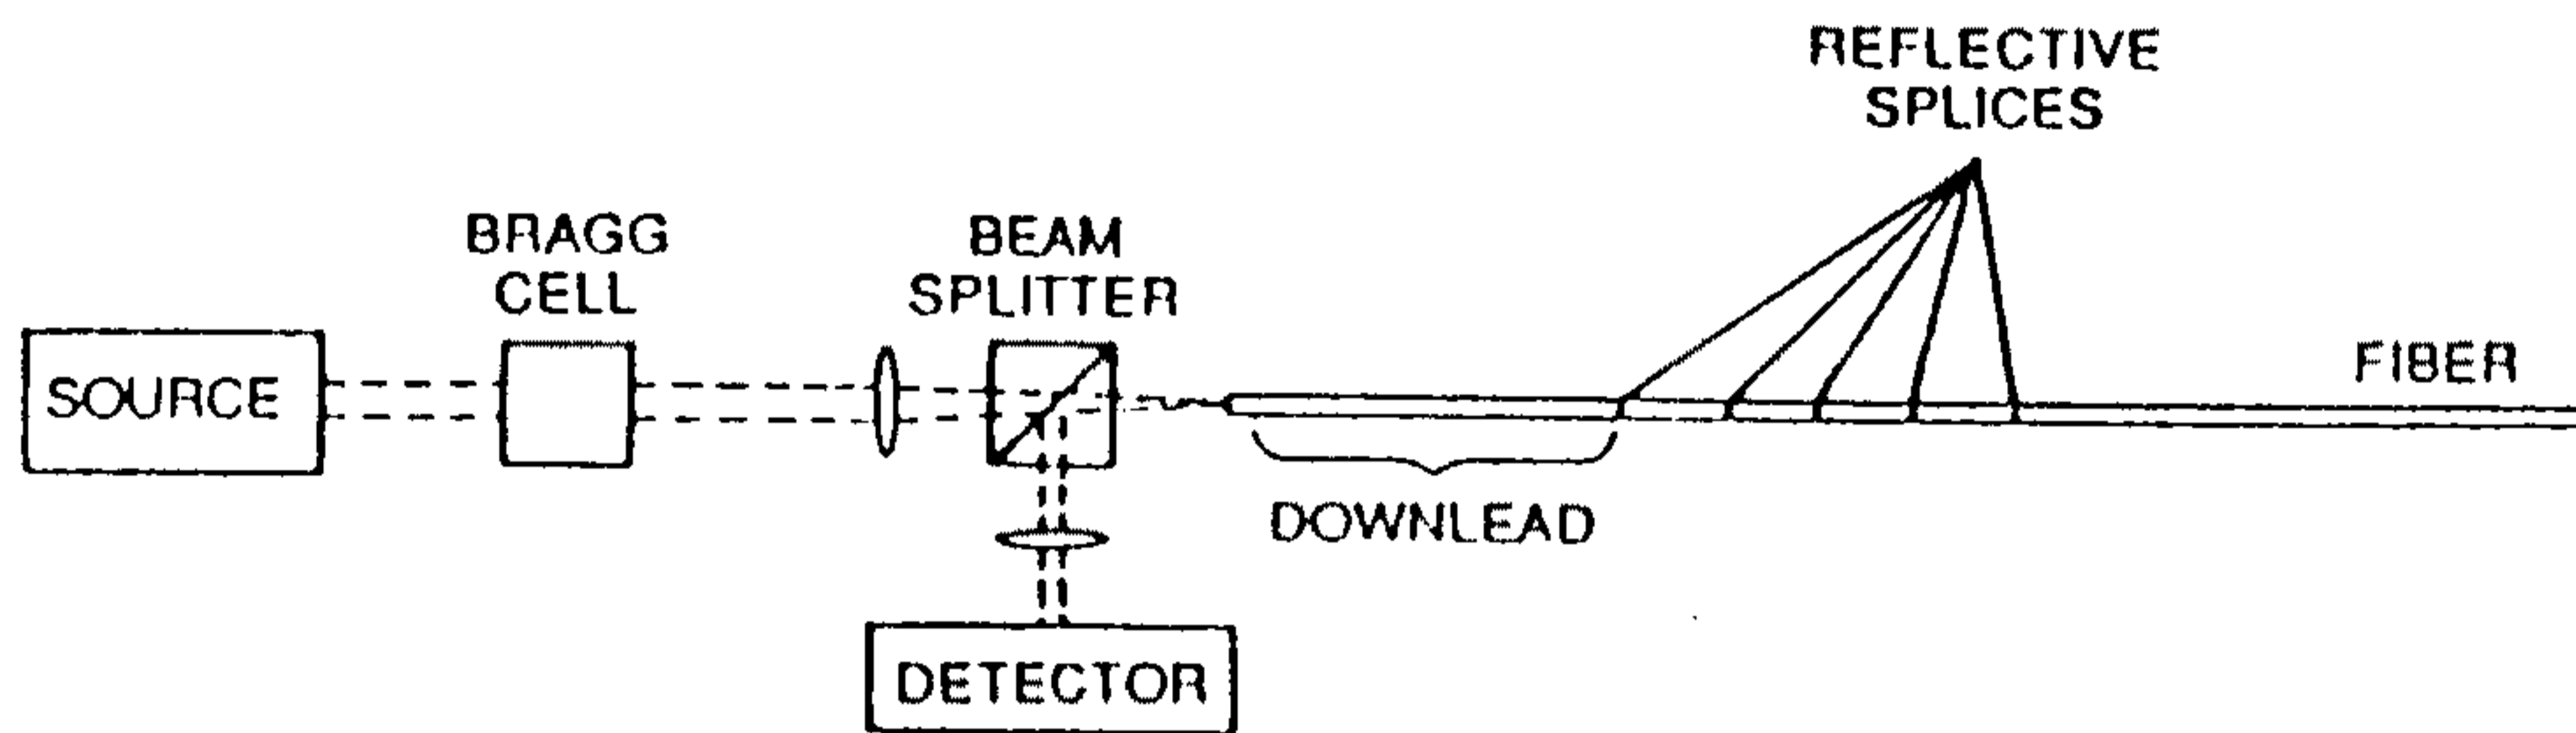 REFLECTIVE
SPLICES
BRAGG
CELL
BEAM
SPLITTER
SOURCE
FIBER
DOWNLEAD
DETECTOR